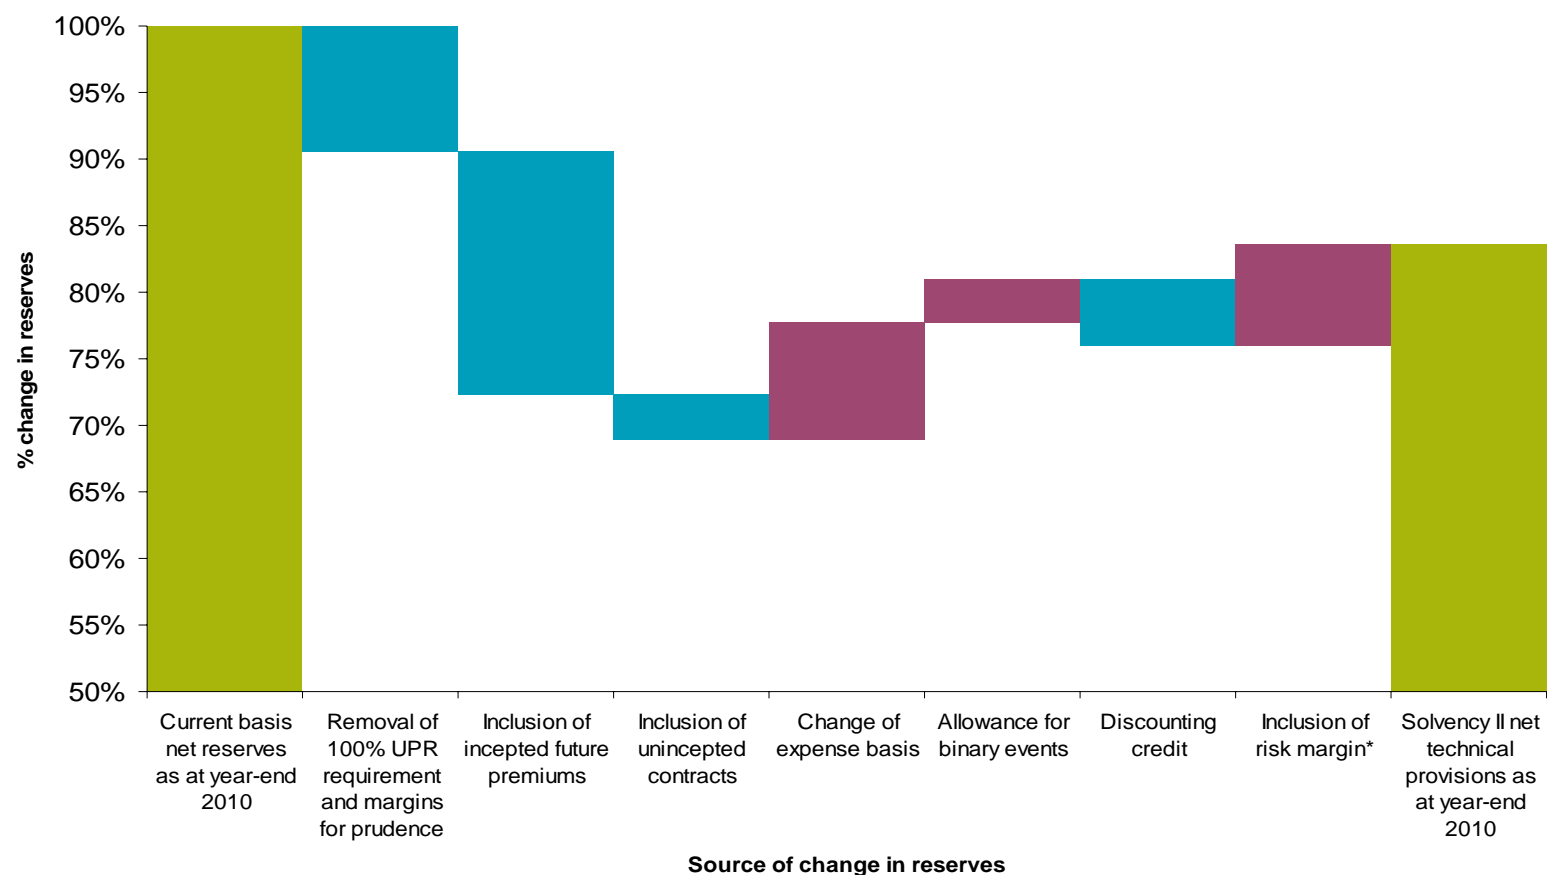 100%
95%
90%
85%
80%
75%
70%
65%
60%
55%
50%
% change in reserves
Current basis
net reserves
as at year-end
2010
Removal of
100% UPR
requirement
and margins
for prudence
Inclusion of
incepted future
premiums
Inclusion of
unincepted
contracts
Change of
expense basis
Allowance for
binary events
Discounting
credit
Inclusion of
risk margin*
Solvency II net
technical
provisions as
at year-end
2010
Source of change in reserves